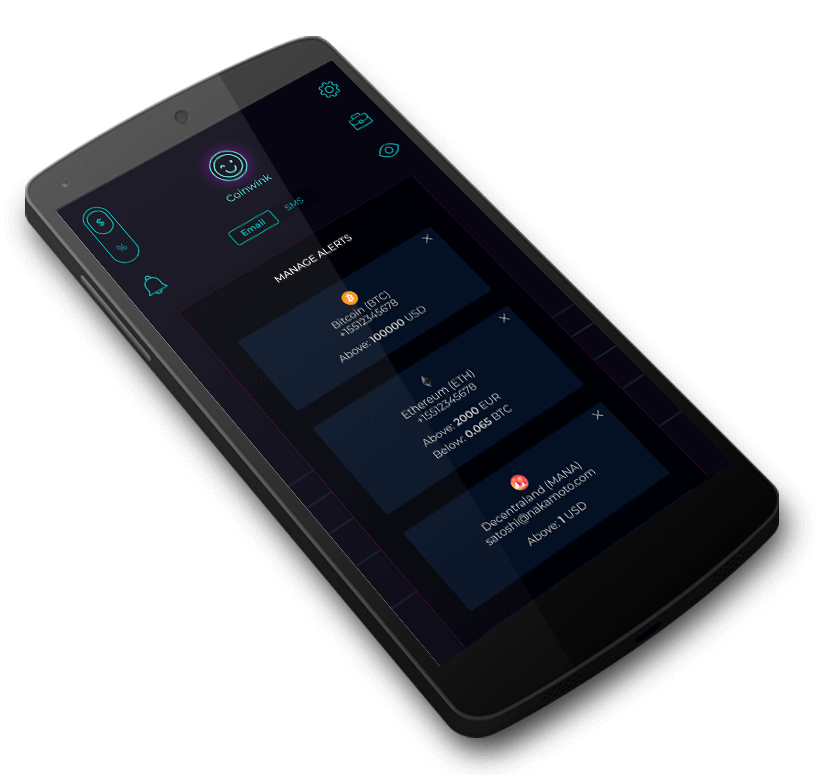 $
%
Coinwink
Email
SMS
MANAGE ALERTS
Bitcoin (BTC)
+15512345678
Above: 100000 USD
Ethereum (ETH)
+15512345678
Above: 2000 EUR
Below: 0.065 BTC
Decentraland (MANA)
satoshi@nakamoto.com
Above: 1 USD